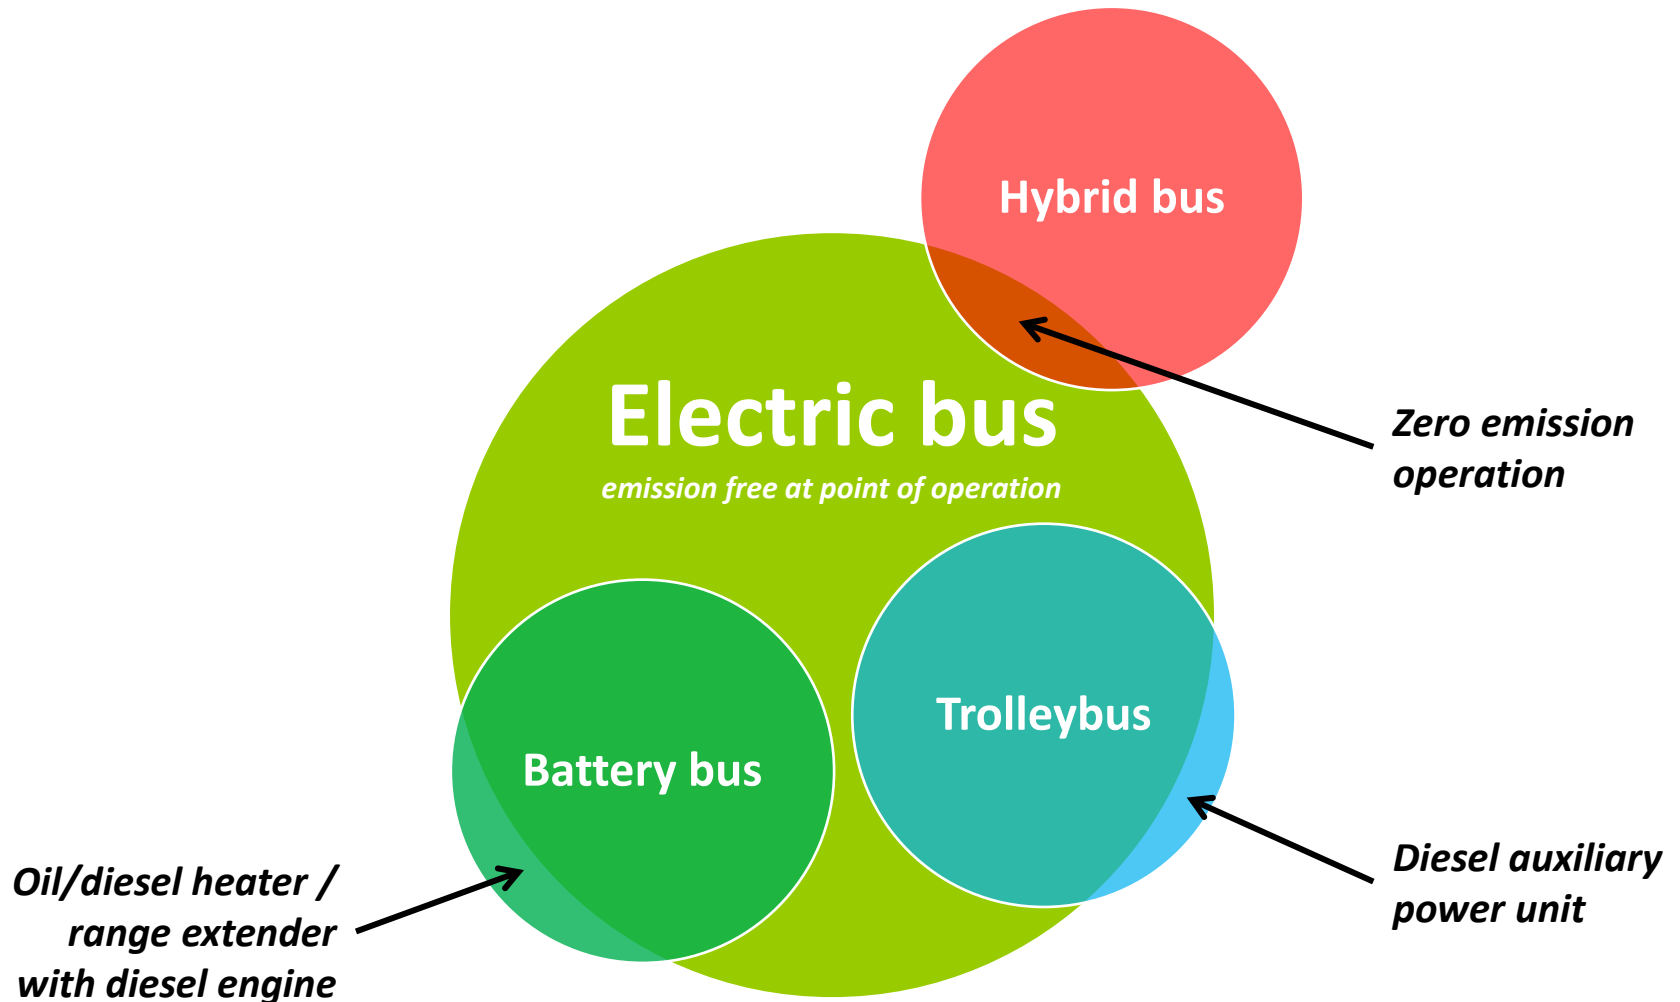 Hybrid bus
Electric bus
emission free at point of operation
Zero emission
operation
Trolleybus
Battery bus
Oil/diesel heater /
range extender
with diesel engine
Diesel auxiliary
power unit